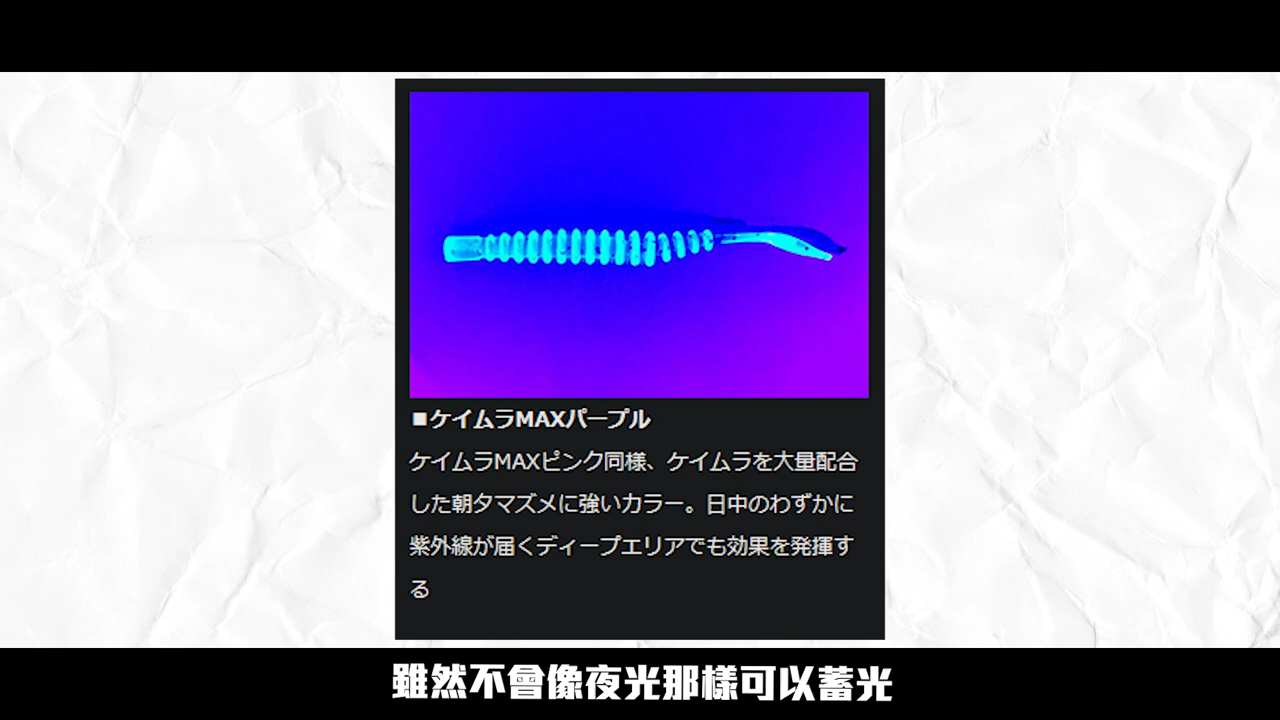 ■ケイムラMAXパープル
ケイムラMAXピンク同様、ケイムラを大量配合
した朝夕マズメに強いカラー。日中のわずかに
紫外線が届くディープエリアでも効果を発揮す
る
雖然不會像夜光那樣可以蓄光